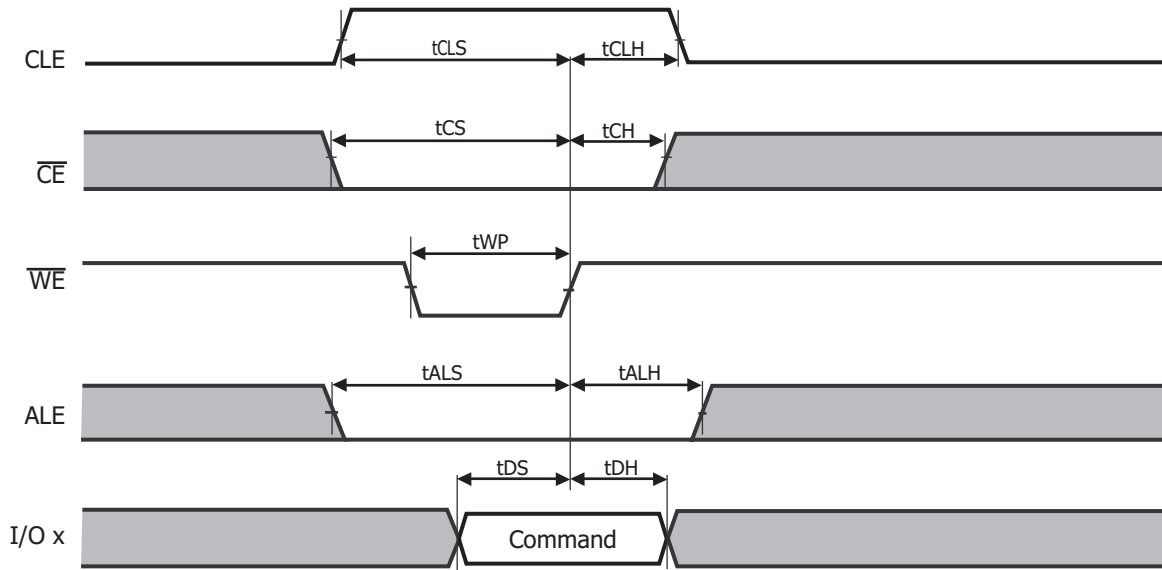 CLE
tCLS
tCLH
CE
tCS
tCH
WE
tWP
ALE
tALS
tALH
tDS
tDH
I/O x
Command